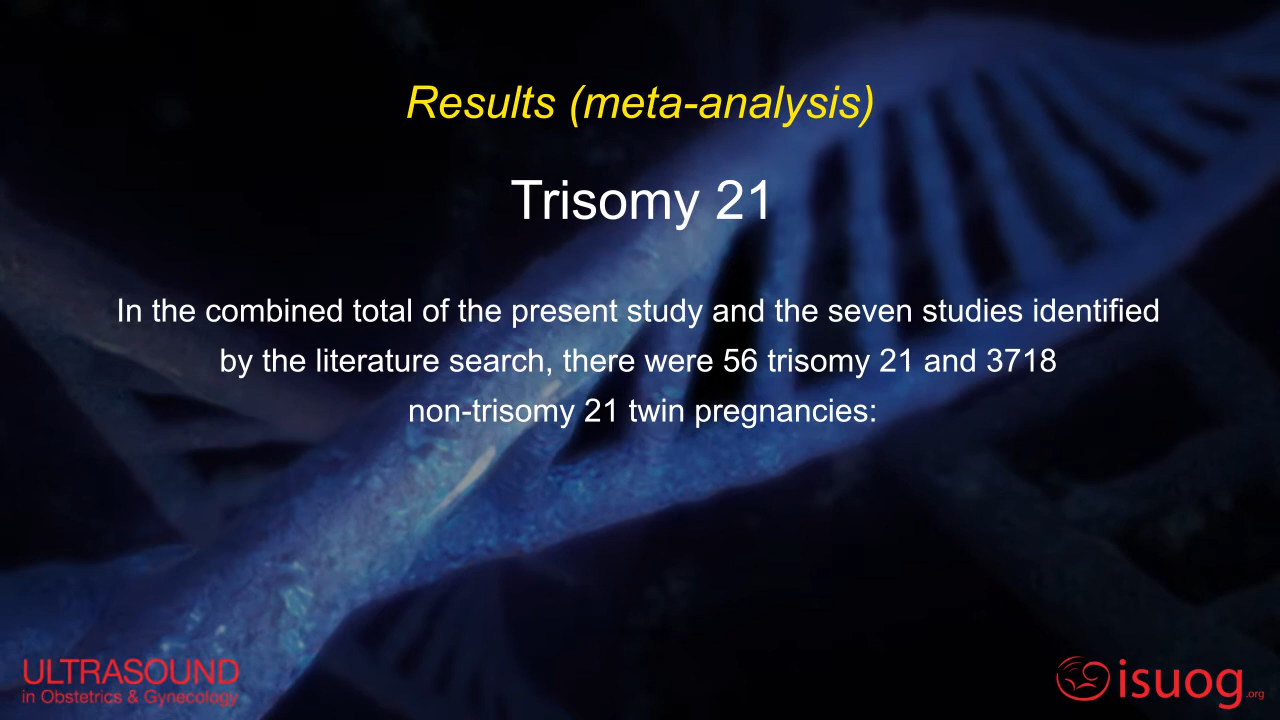 Results (meta-analysis)
Trisomy 21
In the combined total of the present study and the seven studies identified
by the literature search, there were 56 trisomy 21 and 3718
non-trisomy 21 twin pregnancies:
ULTRASOUND
in Obstetrics & Gynecology
isuog.org